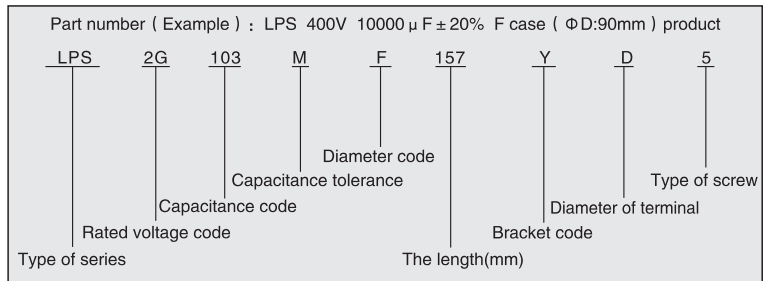 Part number ( Example ) : LPS 400V 10000 μ F ± 20% F case ( ΦD:90mm ) product
LPS 2G 103 M F 157 Y D 5
Diameter code
Capacitance tolerance Type of screw
Capacitance code Diameter of terminal
Rated voltage code Bracket code
Type of series The length(mm)